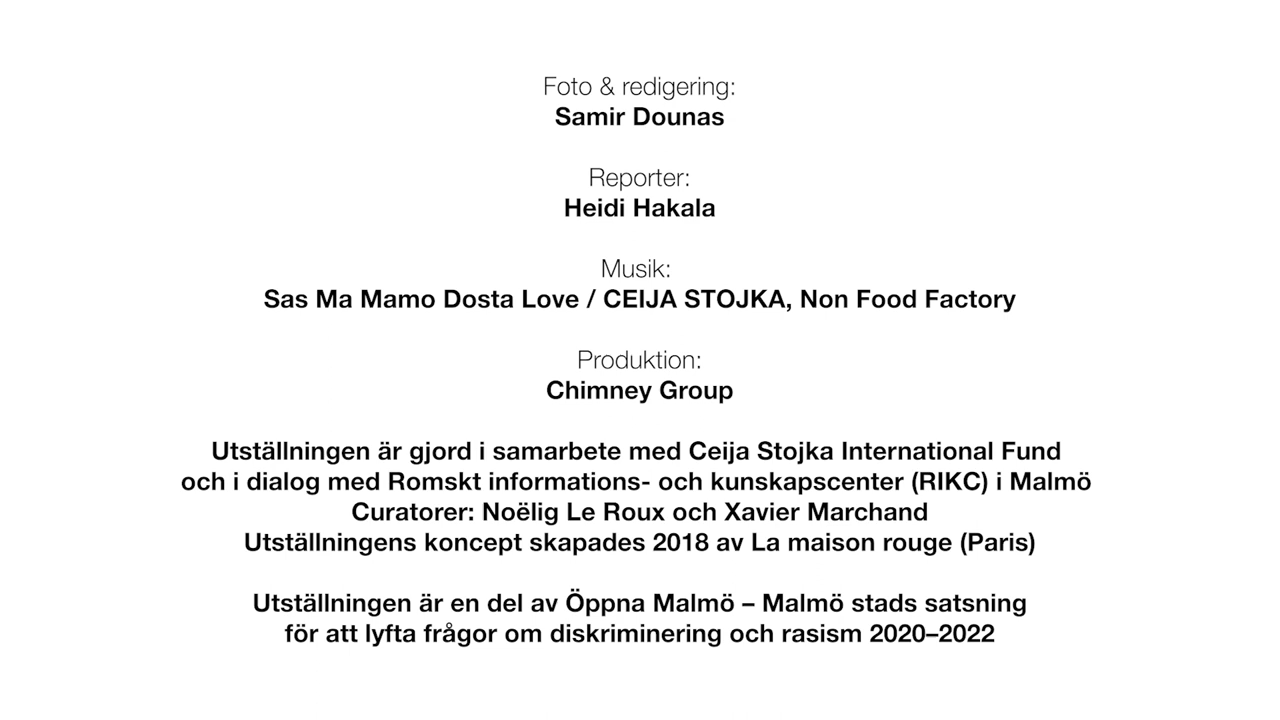 Foto & redigering:
Samir Dounas
Reporter:
Heidi Hakala
Musik:
Sas Ma Mamo Dosta Love / CEIJA STOJKA, Non Food Factory
Produktion:
Chimney Group
Utställningen är gjord i samarbete med Ceija Stojka International Fund
och i dialog med Romskt informations- och kunskapscenter (RIKC) i Malmö
Curatorer: Noëlig Le Roux och Xavier Marchand
Utställningens koncept skapades 2018 av La maison rouge (Paris)
Utställningen är en del av Öppna Malmö – Malmö stads satsning
för att lyfta frågor om diskriminering och rasism 2020–2022